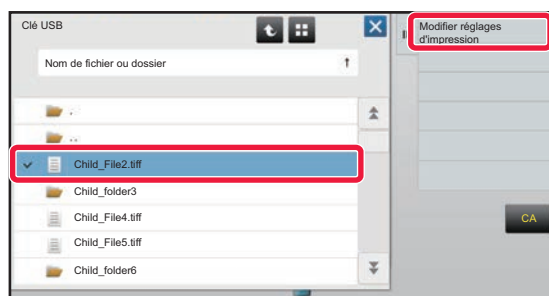 Clé USB
Modifier réglages
d'impression
Nom de fichier ou dossier
.
..
Child_File2.tiff
Child_folder3
Child_File4.tiff
CA
Child_File5.tiff
Child_folder6